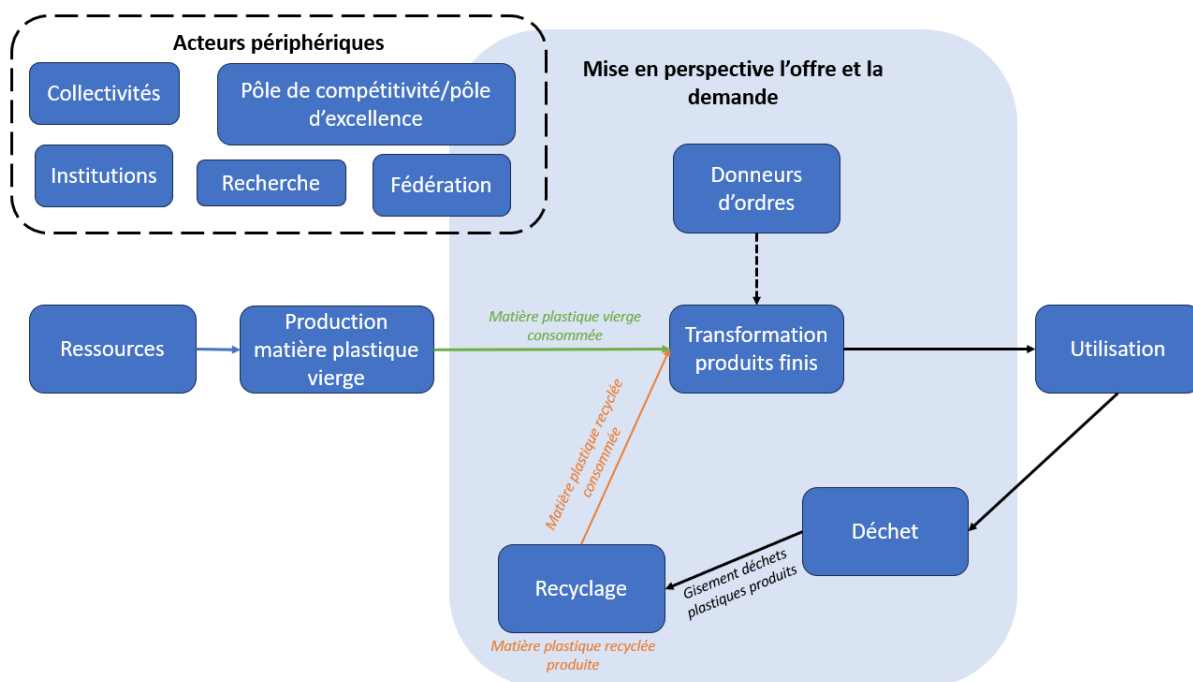 Acteurs périphériques
Collectivités
Pôle de compétitivité/pôle
d'excellence
Institutions
Recherche
Fédération
Mise en perspective l'offre et la
demande
Donneurs
d'ordres
Ressources
Production
matière plastique
vierge
Matière plastique vierge
consommée
Transformation
produits finis
Utilisation
Matière plastique recyclée
consommée
Déchet
Gisement déchets
plastiques produits
Recyclage
Matière plastique recyclée
produite